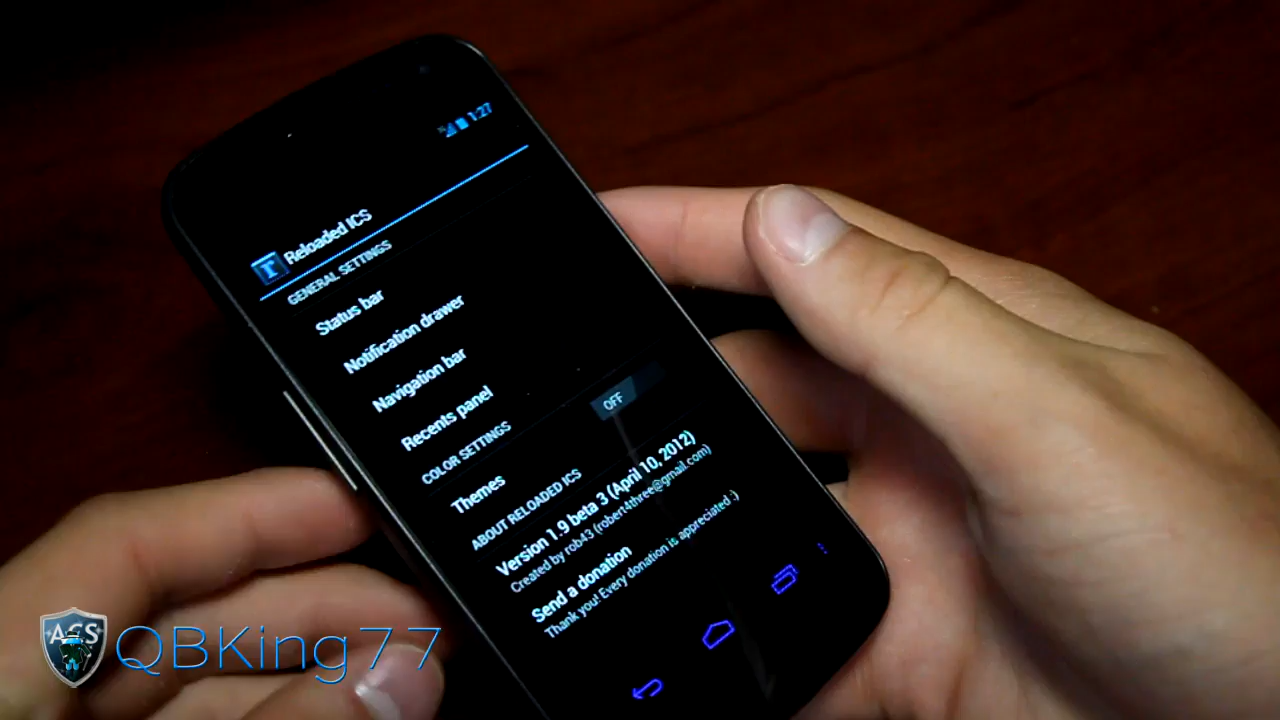 1:27
Reloaded ICS
GENERAL SETTINGS
Status bar
Notification drawer
Navigation bar
Recents panel
OFF
COLOR SETTINGS
Themes
ABOUT RELOADED ICS
Version 1.9 beta 3 (April 10, 2012)
Created by rob43 (robert4three@gmail.com)
Send a donation
Thank you! Every donation is appreciated :)
ACS
QBKing77